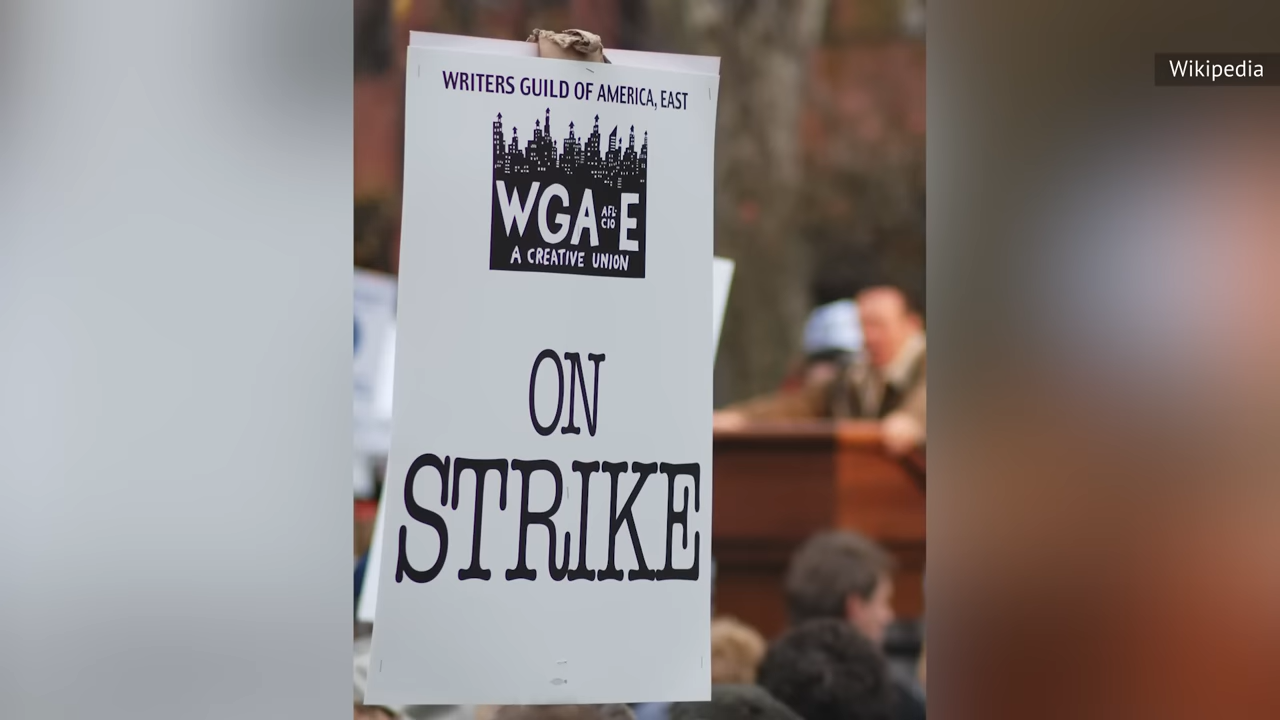 Wikipedia
WRITERS GUILD OF AMERICA, EAST
WGA AFL-CIO E
A CREATIVE UNION
ON
STRIKE